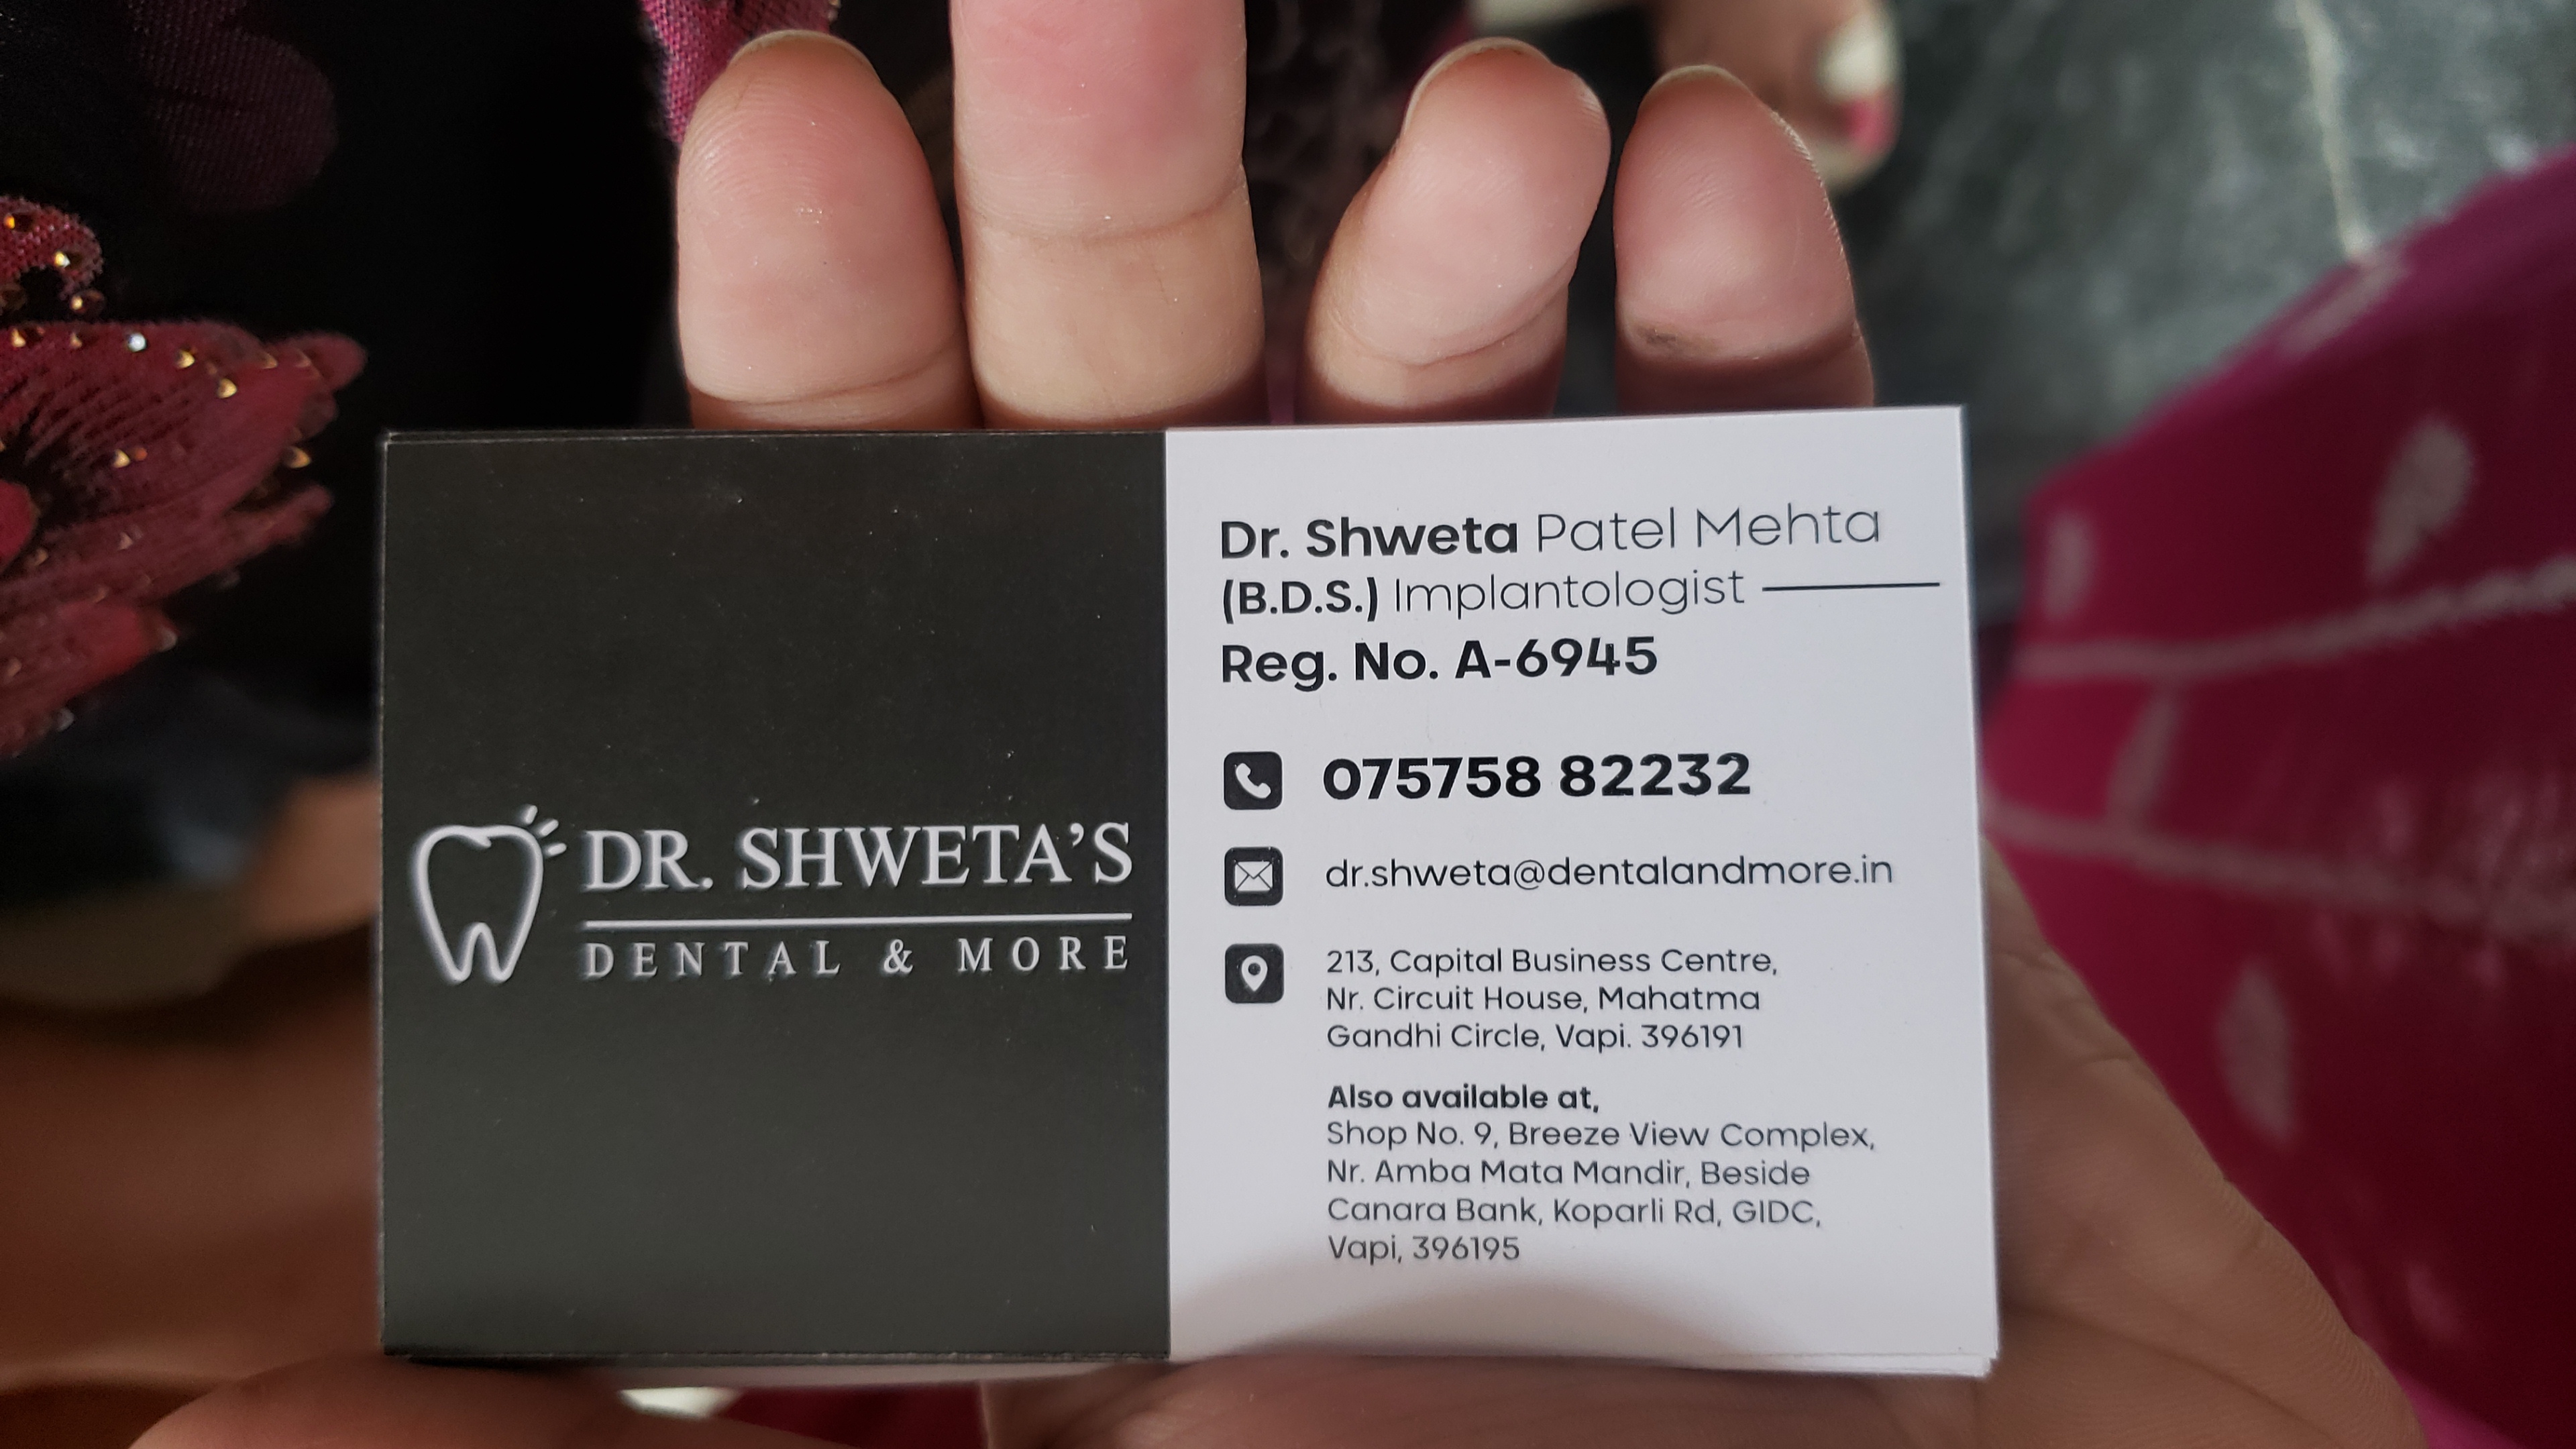 DR. SHWETA'S
DENTAL & MORE
Dr. Shweta Patel Mehta
(B.D.S.) Implantologist
Reg. No. A-6945
075758 82232
dr.shweta@dentalandmore.in
213, Capital Business Centre,
Nr. Circuit House, Mahatma
Gandhi Circle, Vapi. 396191
Also available at,
Shop No. 9, Breeze View Complex,
Nr. Amba Mata Mandir, Beside
Canara Bank, Koparli Rd, GIDC,
Vapi, 396195